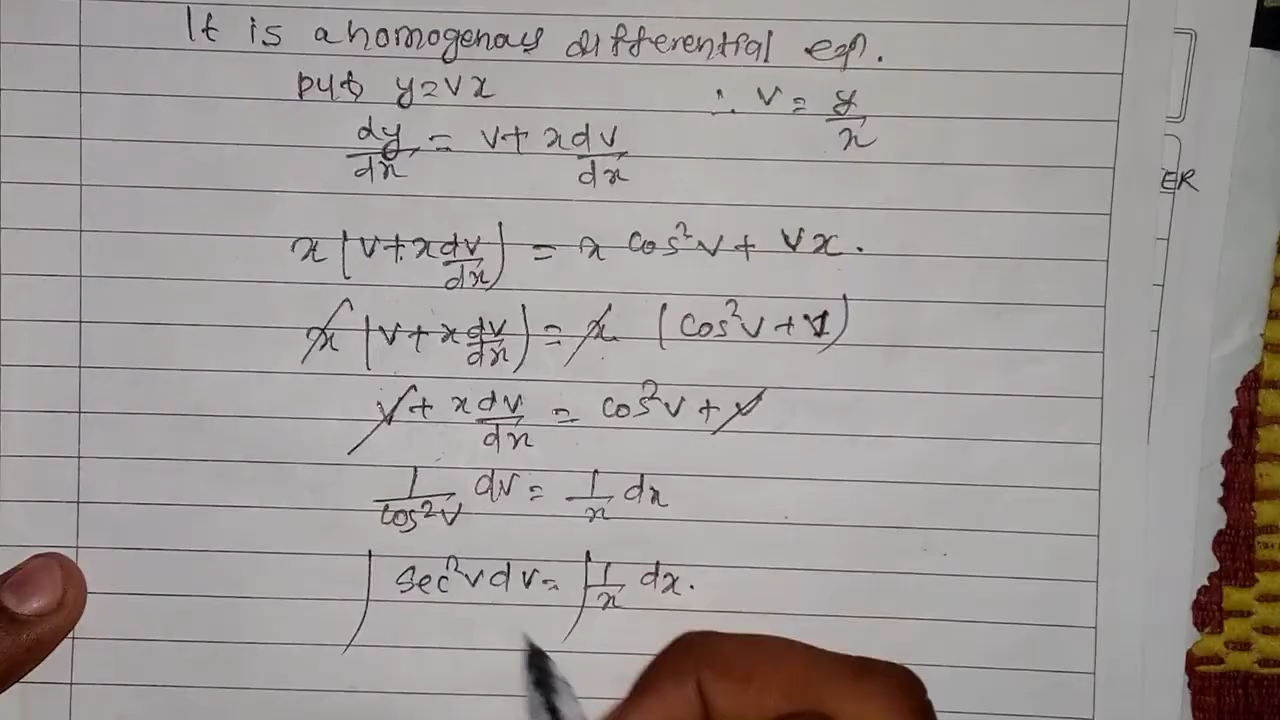 It is a homogenous differential eqn.
put y=vx ∴ v = y/x
dy/dx = v + x dv/dx
ER
x(v + x dv/dx) = x cos²v + vx.
x(v + x dv/dx) = x (cos²v + v)
v + x dv/dx = cos²v + v
1/cos²v dv = 1/x dx
∫ sec²v dv = ∫ 1/x dx.